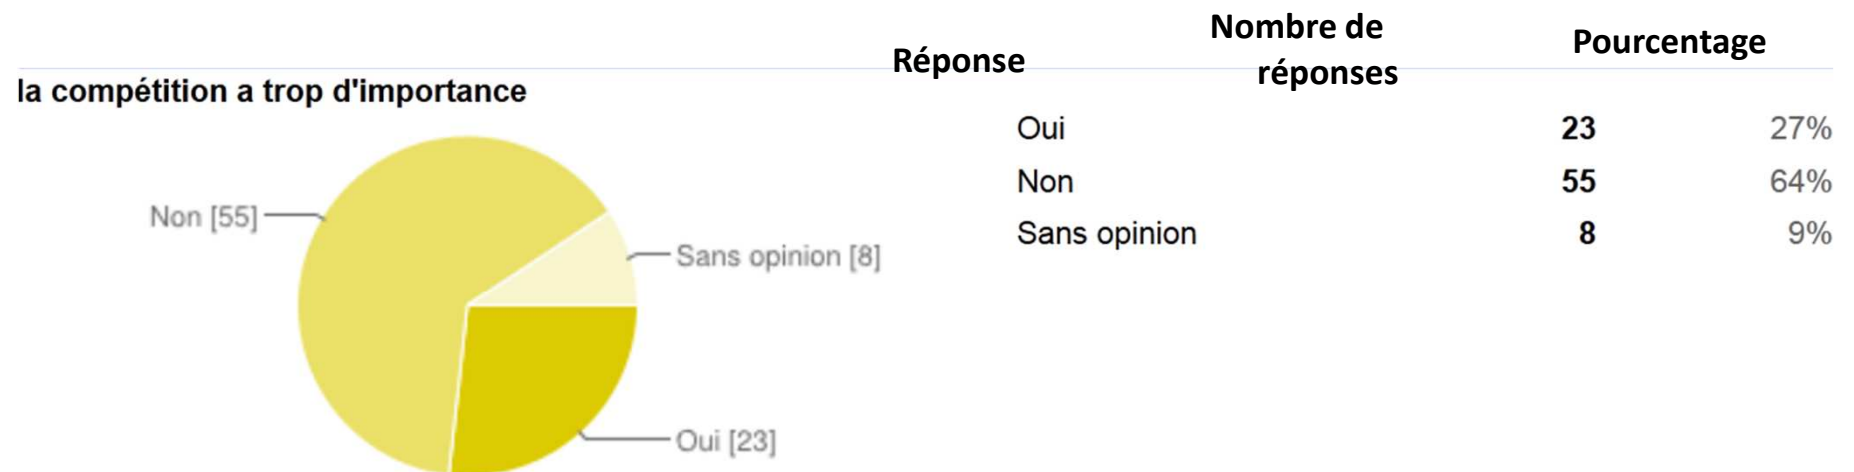 Réponse
Nombre de
réponses
Pourcentage
la compétition a trop d'importance
Oui 23 27%
Non 55 64%
Sans opinion 8 9%
Non [55]
Sans opinion [8]
Oui [23]